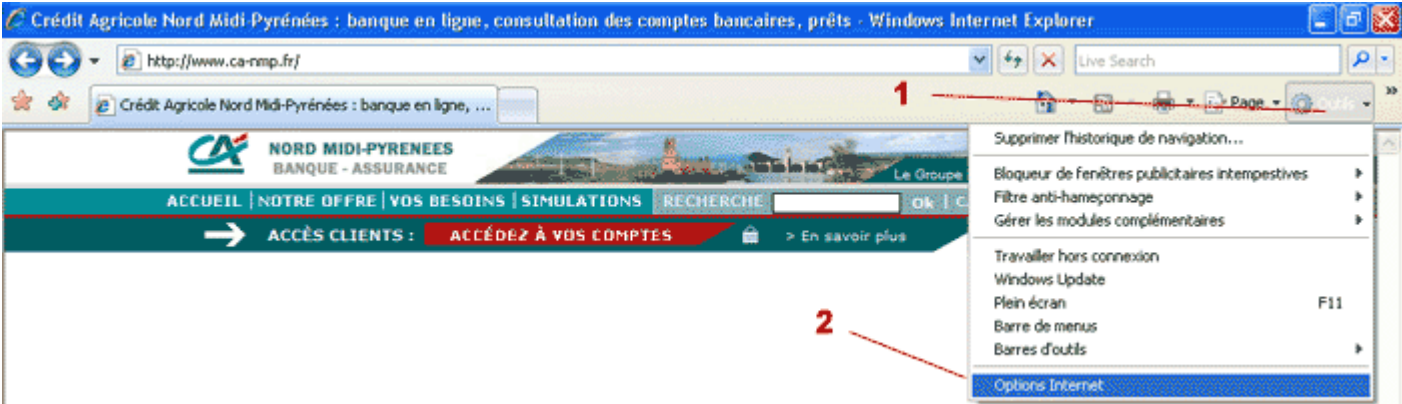 Crédit Agricole Nord Midi-Pyrénées : banque en ligne, consultation des comptes bancaires, prêts - Windows Internet Explorer
http://www.ca-nmp.fr/
Live Search
Crédit Agricole Nord Midi-Pyrénées : banque en ligne, ...
1
Page
Outils
CA
NORD MIDI-PYRENEES
BANQUE - ASSURANCE
Le Groupe
ACCUEIL | NOTRE OFFRE | VOS BESOINS | SIMULATIONS RECHERCHE Ok | C
ACCÈS CLIENTS : ACCÉDEZ À VOS COMPTES > En savoir plus
Supprimer l'historique de navigation...
Bloqueur de fenêtres publicitaires intempestives
Filtre anti-hameçonnage
Gérer les modules complémentaires
Travailler hors connexion
Windows Update
Plein écran F11
Barre de menus
Barres d'outils
2
Options Internet